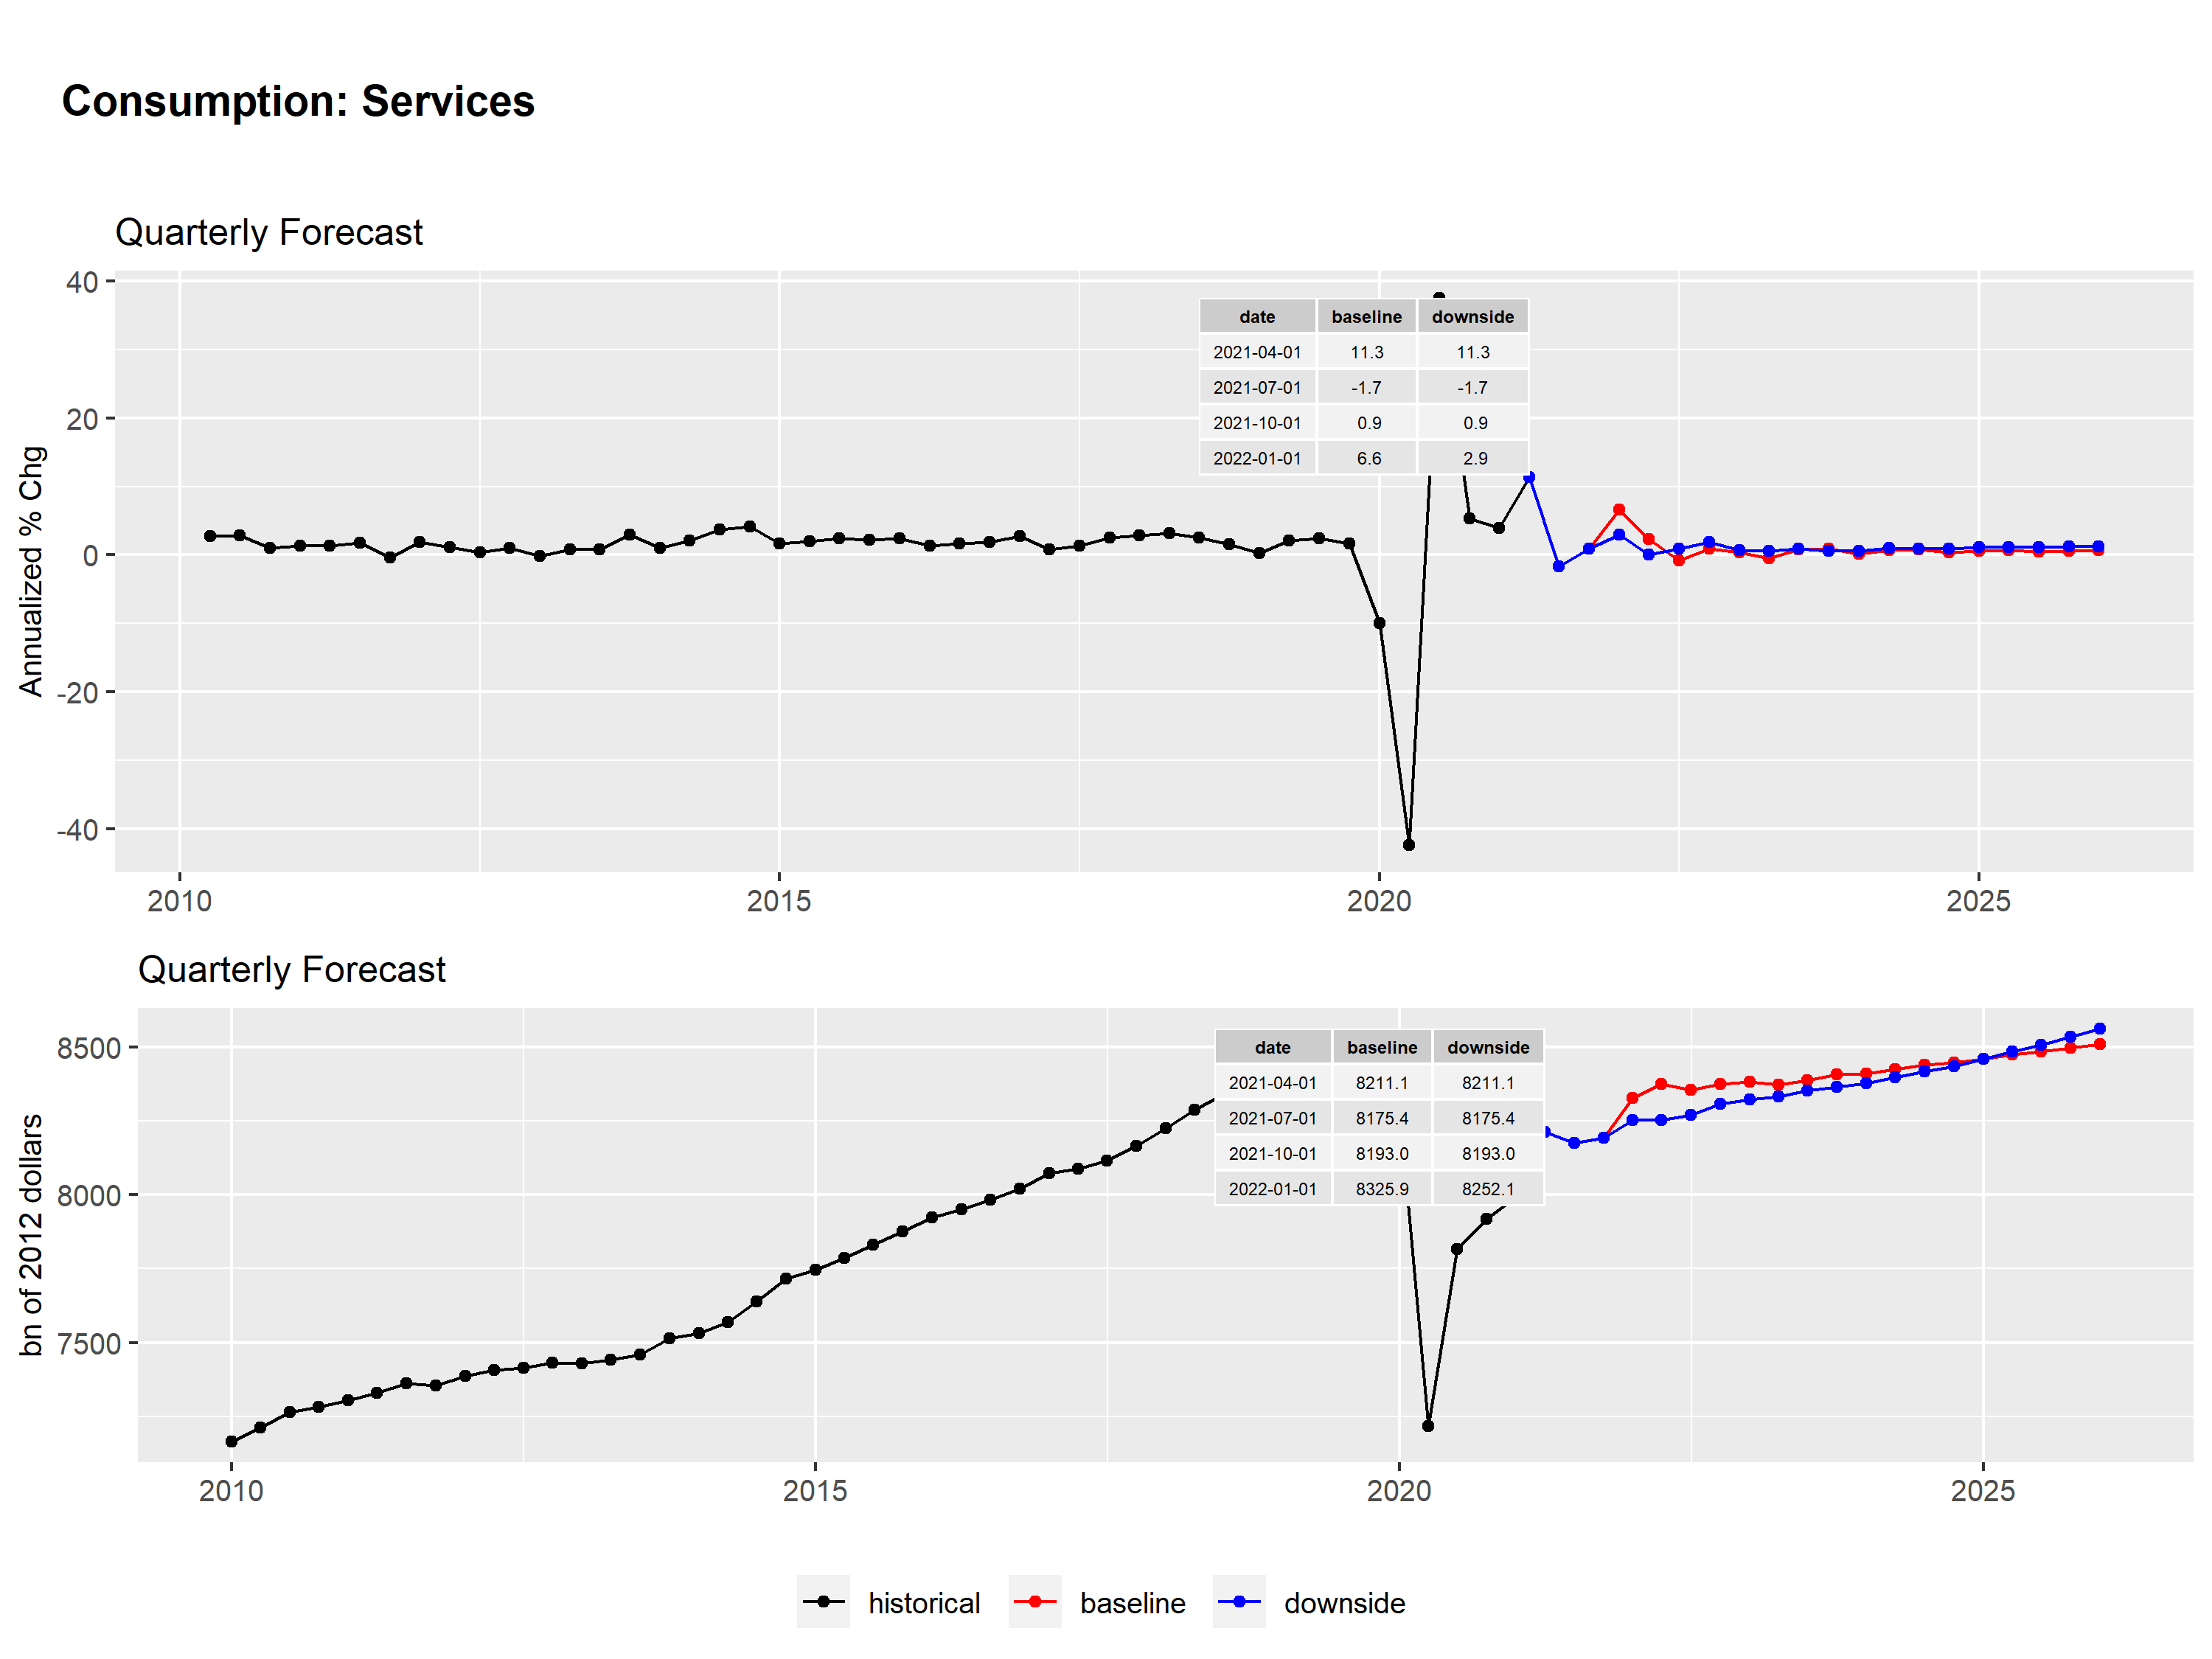 Consumption: Services
Quarterly Forecast
Annualized % Chg
40
20
0
-20
-40
date baseline downside
2021-04-01 11.3 11.3
2021-07-01 -1.7 -1.7
2021-10-01 0.9 0.9
2022-01-01 6.6 2.9
2010 2015 2020 2025
Quarterly Forecast
bn of 2012 dollars
8500
8000
7500
date baseline downside
2021-04-01 8211.1 8211.1
2021-07-01 8175.4 8175.4
2021-10-01 8193.0 8193.0
2022-01-01 8325.9 8252.1
2010 2015 2020 2025
historical baseline downside